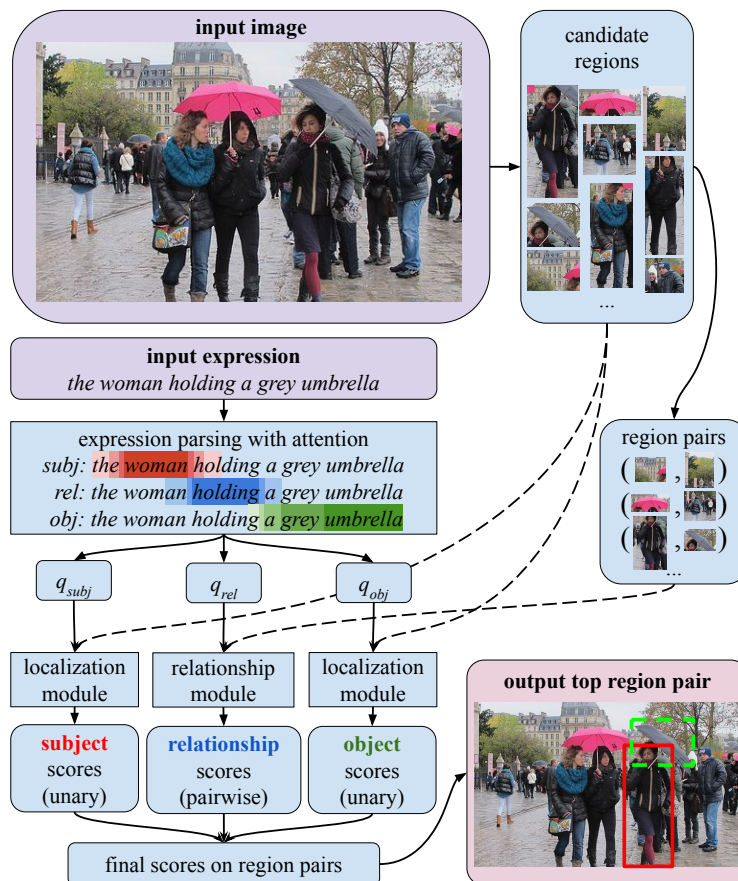 input image
candidate
regions
...
input expression
the woman holding a grey umbrella
expression parsing with attention
subj: the woman holding a grey umbrella
rel: the woman holding a grey umbrella
obj: the woman holding a grey umbrella
region pairs
( , )
( , )
( , )
...
q_subj
q_rel
q_obj
localization
module
relationship
module
localization
module
subject
scores
(unary)
relationship
scores
(pairwise)
object
scores
(unary)
final scores on region pairs
output top region pair